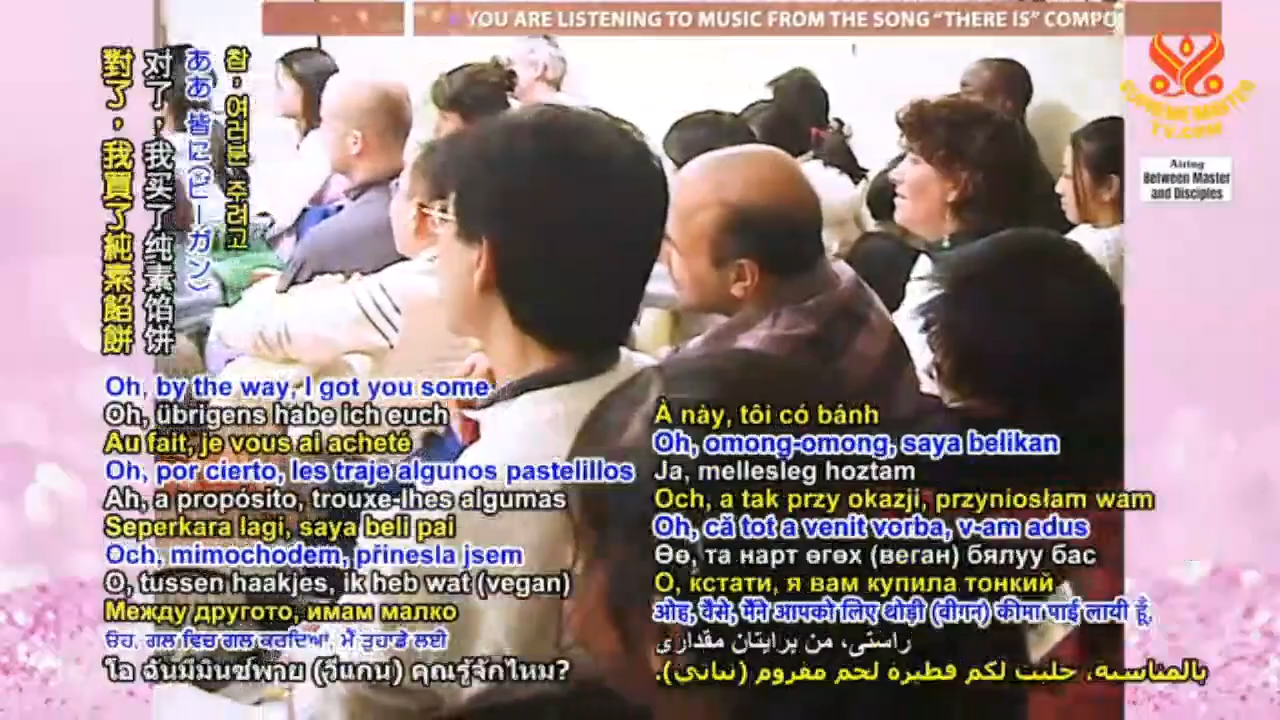 YOU ARE LISTENING TO MUSIC FROM THE SONG “THERE IS” COMPO
SUPREME MASTER
TV.com
Airing
Between Master
and Disciples
참, 여러분 주려고
ああ 皆に(ビーガン)
对了，我买了纯素馅饼
對了，我買了純素餡餅
Oh, by the way, I got you some
Oh, übrigens habe ich euch
Au fait, je vous ai acheté
Oh, por cierto, les traje algunos pastelillos
Ah, a propósito, trouxe-lhes algumas
Seperkara lagi, saya beli pai
Och, mimochodem, přinesla jsem
O, tussen haakjes, ik heb wat (vegan)
Между другото, имам малко
ਓਹ, ਗਲ ਵਿਚ ਗਲ ਕਰਦਿਆਂ, ਮੈਂ ਤੁਹਾਡੇ ਲਈ
โอ ฉันมีมินซ์พาย (วีแกน) คุณรู้จักไหม?
À này, tôi có bánh
Oh, omong-omong, saya belikan
Ja, mellesleg hoztam
Och, a tak przy okazji, przyniosłam wam
Oh, că tot a venit vorba, v-am adus
Өө, та нарт өгөх (веган) бялуу бас
О, кстати, я вам купила тонкий
ओह, वैसे, मैंने आपको लिए थोड़ी (वीगन) कीमा पाई लायी हूँ,
راستی، من برایتان مقداری
بالمناسبة، جلبت لكم فطيرة لحم مفروم (نباتي).